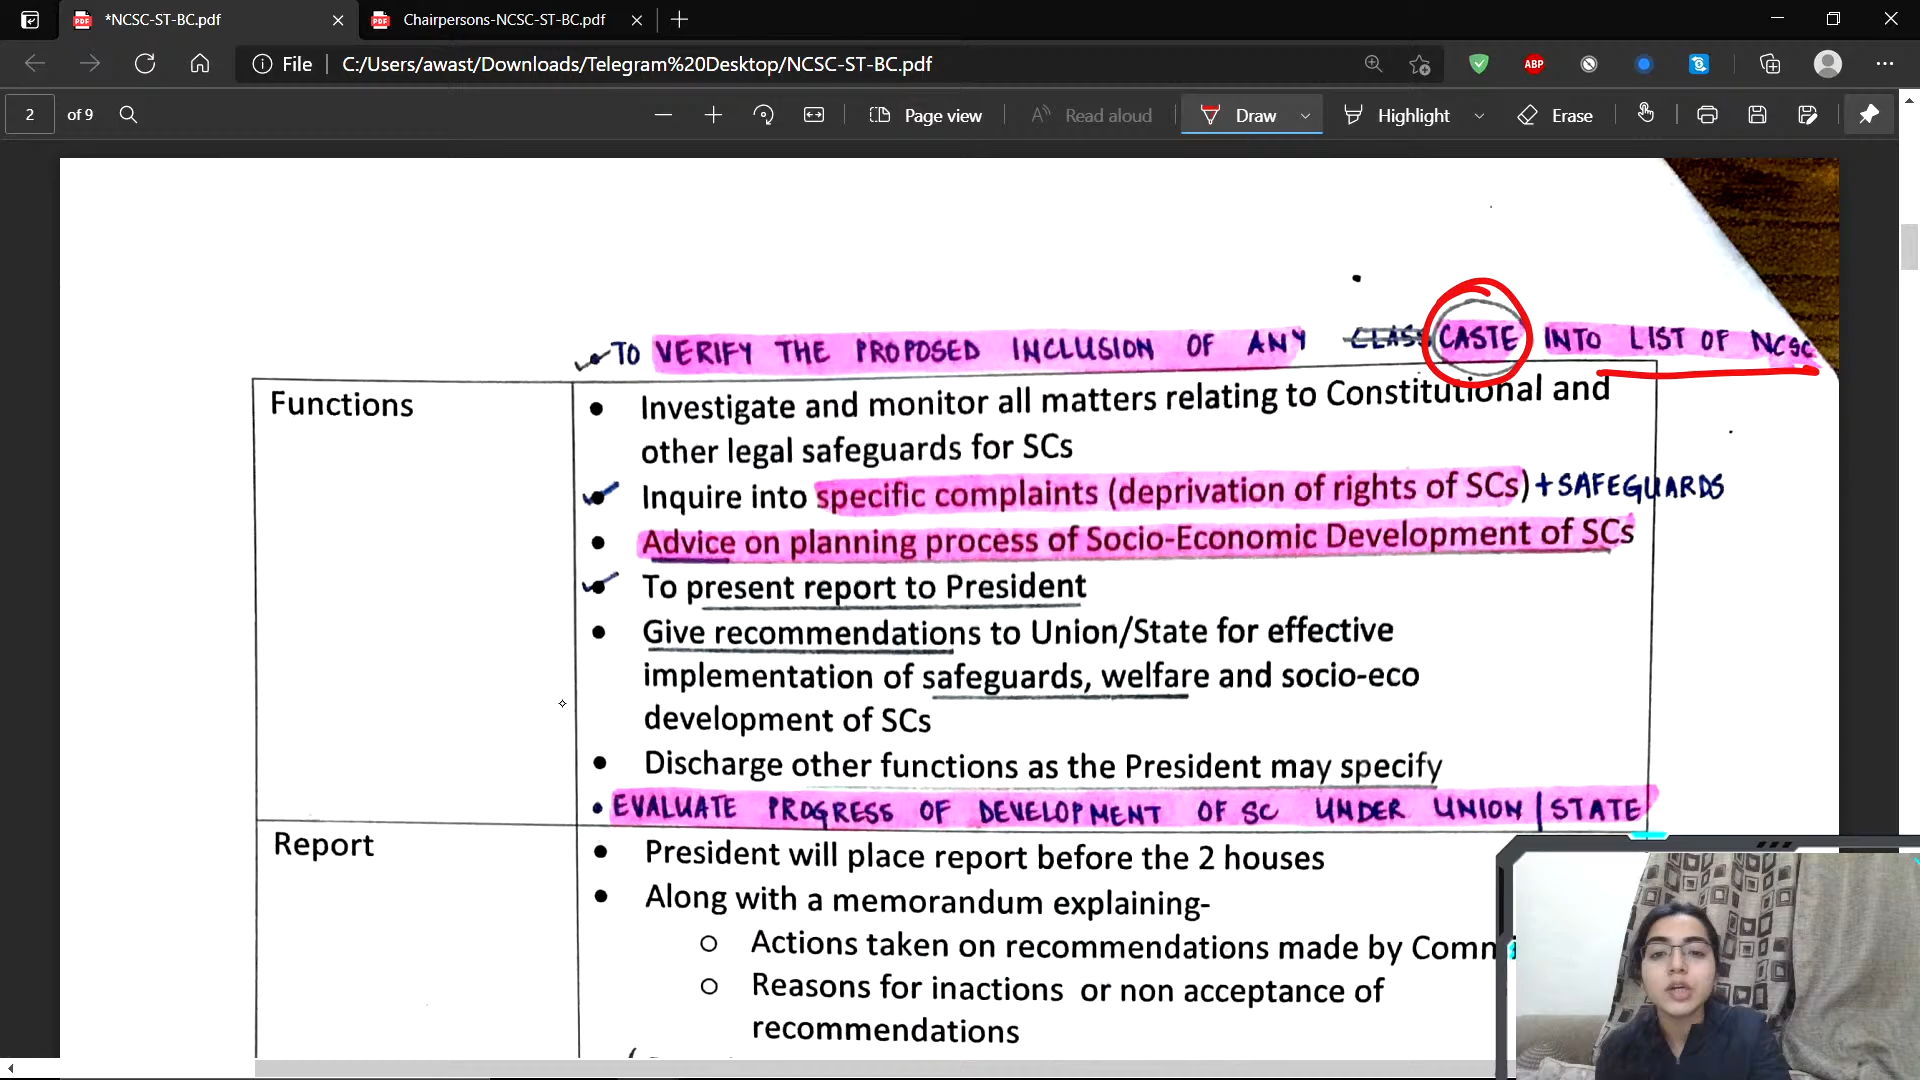 *NCSC-ST-BC.pdf
Chairpersons-NCSC-ST-BC.pdf
File
C:/Users/awast/Downloads/Telegram%20Desktop/NCSC-ST-BC.pdf
ABP
2 of 9
Page view
Read aloud
Draw
Highlight
Erase
TO VERIFY THE PROPOSED INCLUSION OF ANY CLASS CASTE INTO LIST OF NCSC
Functions
• Investigate and monitor all matters relating to Constitutional and
other legal safeguards for SCs
• Inquire into specific complaints (deprivation of rights of SCs) + SAFEGUARDS
• Advice on planning process of Socio-Economic Development of SCs
• To present report to President
• Give recommendations to Union/State for effective
implementation of safeguards, welfare and socio-eco
development of SCs
• Discharge other functions as the President may specify
• EVALUATE PROGRESS OF DEVELOPMENT OF SC UNDER UNION | STATE
Report
• President will place report before the 2 houses
• Along with a memorandum explaining-
o Actions taken on recommendations made by Comm
o Reasons for inactions or non acceptance of
recommendations